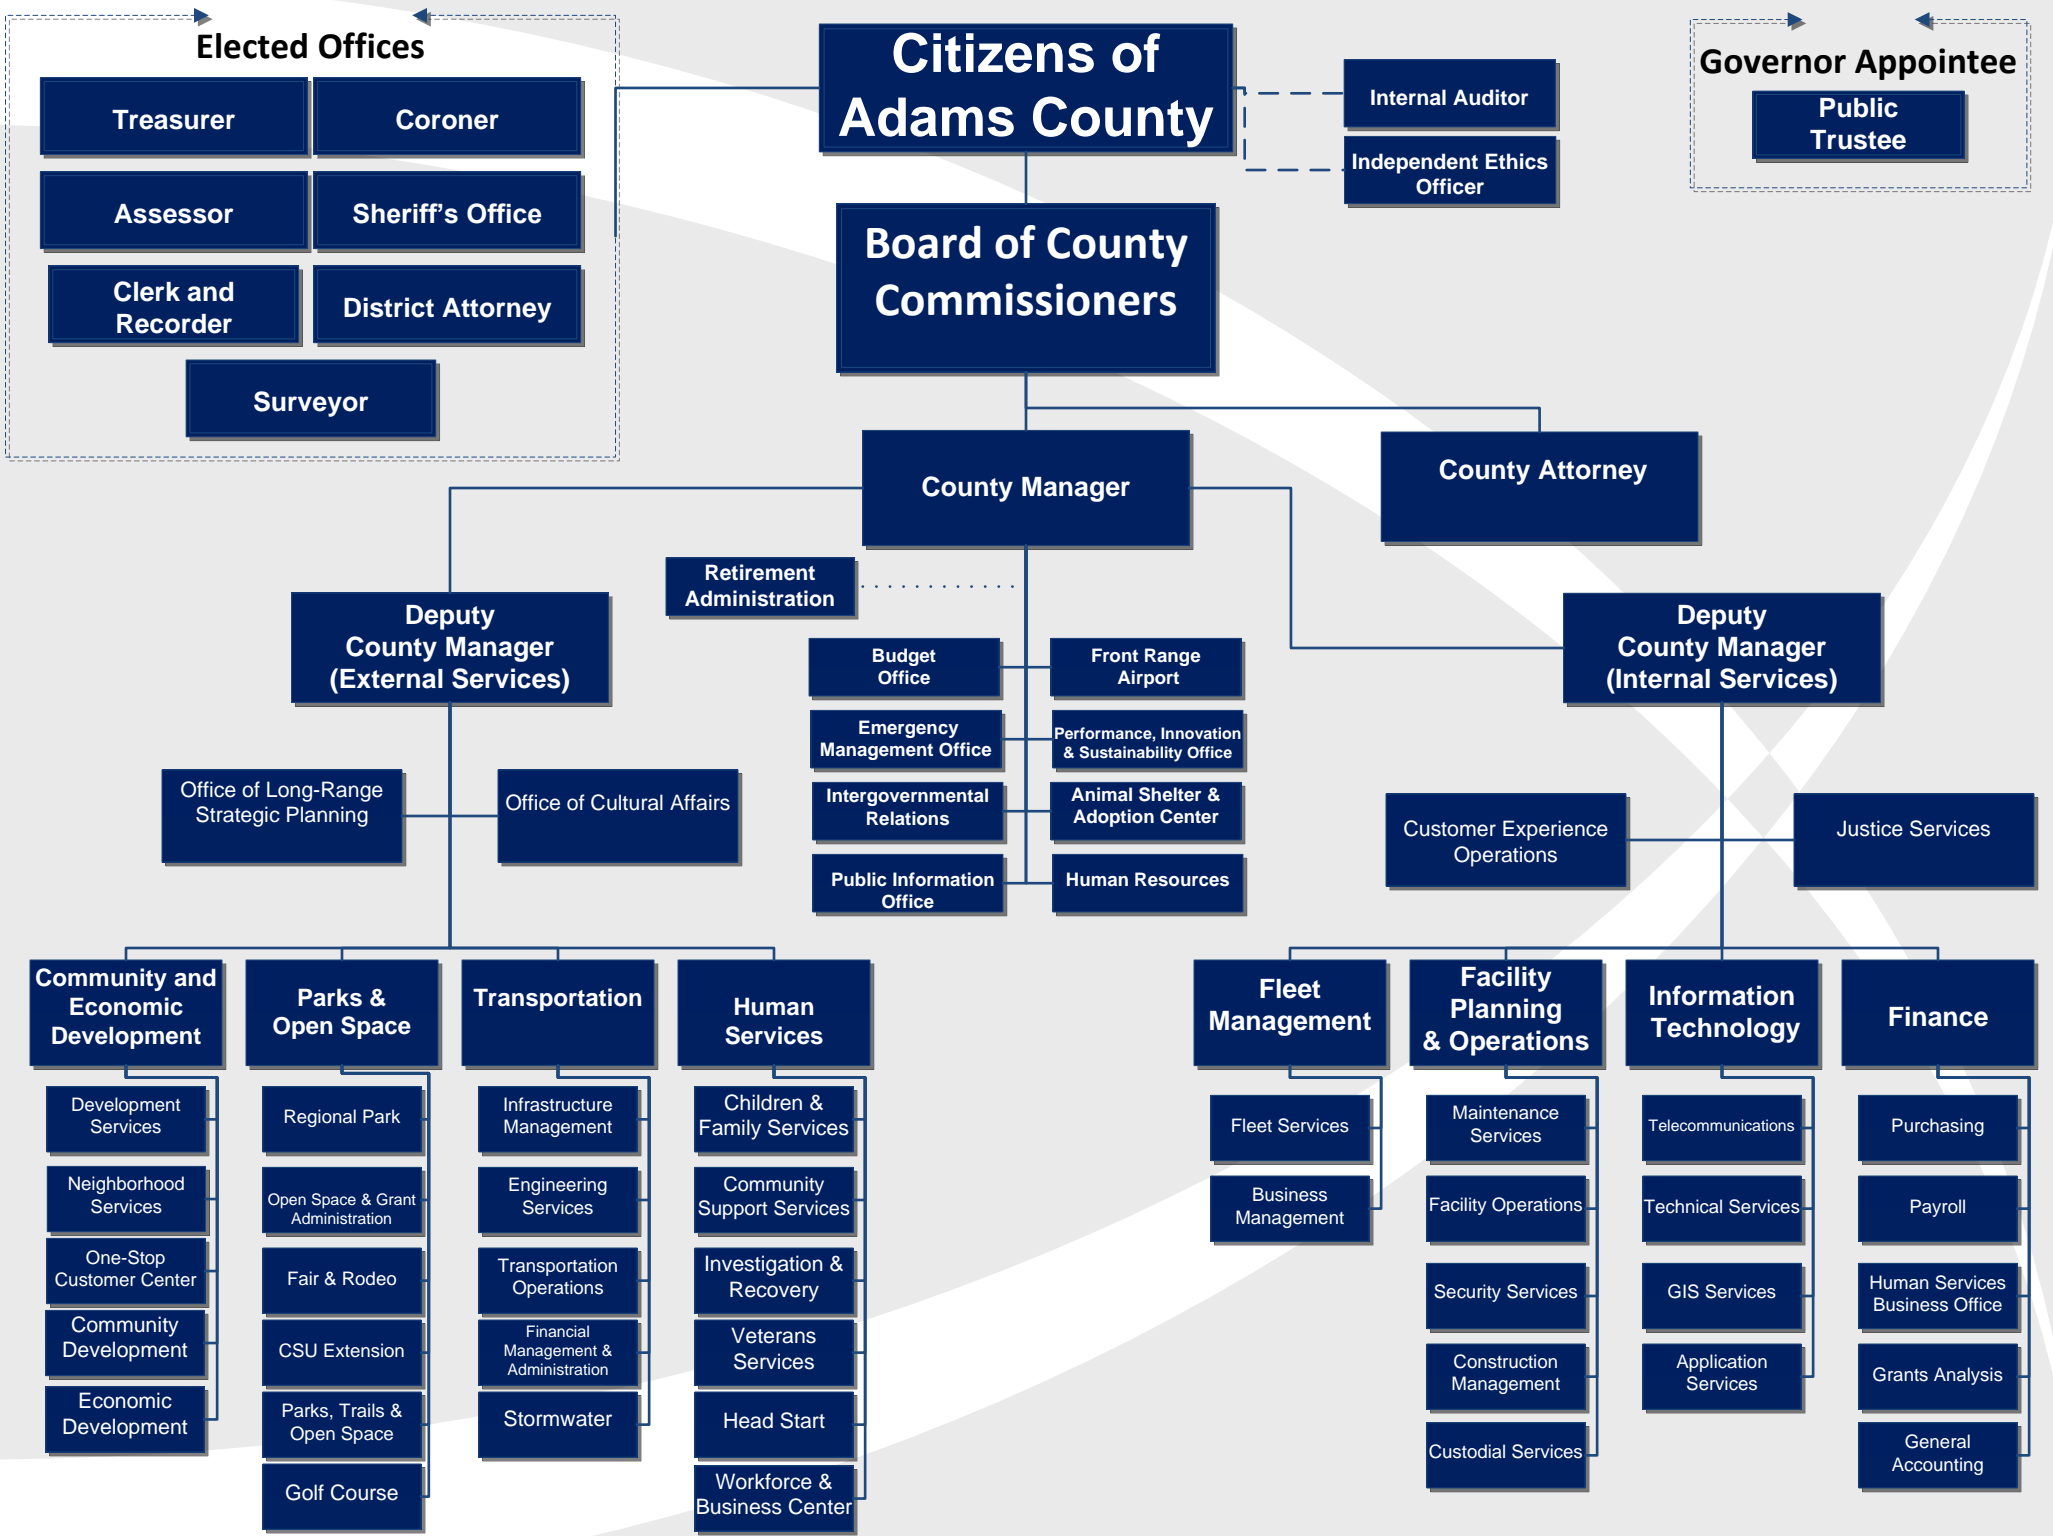 Elected Offices
Treasurer
Coroner
Assessor
Sheriff’s Office
Clerk and
Recorder
District Attorney
Surveyor
Citizens of
Adams County
Internal Auditor
Independent Ethics
Officer
Governor Appointee
Public
Trustee
Board of County
Commissioners
County Manager
County Attorney
Retirement
Administration
Deputy
County Manager
(External Services)
Deputy
County Manager
(Internal Services)
Budget
Office
Front Range
Airport
Emergency
Management Office
Performance, Innovation
& Sustainability Office
Intergovernmental
Relations
Animal Shelter &
Adoption Center
Public Information
Office
Human Resources
Office of Long-Range
Strategic Planning
Office of Cultural Affairs
Customer Experience
Operations
Justice Services
Community and
Economic
Development
Development
Services
Neighborhood
Services
One-Stop
Customer Center
Community
Development
Economic
Development
Parks &
Open Space
Regional Park
Open Space & Grant
Administration
Fair & Rodeo
CSU Extension
Parks, Trails &
Open Space
Golf Course
Transportation
Infrastructure
Management
Engineering
Services
Transportation
Operations
Financial
Management &
Administration
Stormwater
Human
Services
Children &
Family Services
Community
Support Services
Investigation &
Recovery
Veterans
Services
Head Start
Workforce &
Business Center
Fleet
Management
Fleet Services
Business
Management
Facility
Planning
& Operations
Maintenance
Services
Facility Operations
Security Services
Construction
Management
Custodial Services
Information
Technology
Telecommunications
Technical Services
GIS Services
Application
Services
Finance
Purchasing
Payroll
Human Services
Business Office
Grants Analysis
General
Accounting